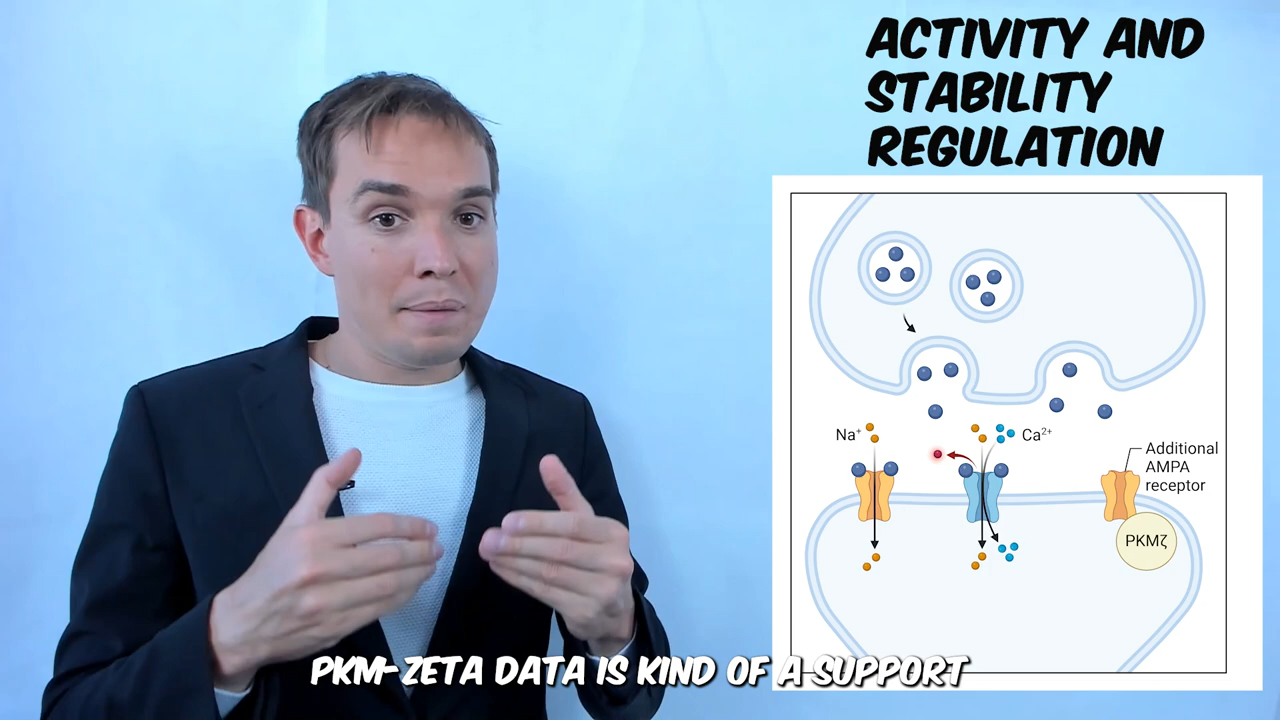 ACTIVITY AND
STABILITY
REGULATION
Na⁺
Ca²⁺
Additional
AMPA
receptor
PKMζ
PKM-ZETA DATA IS KIND OF A SUPPORT